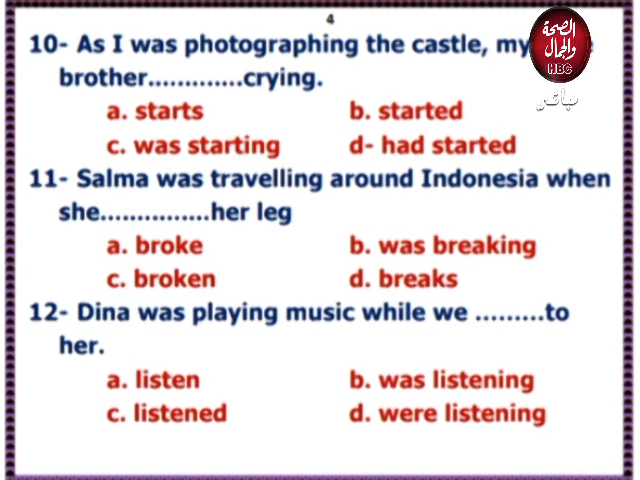 4
10- As I was photographing the castle, my
brother.............crying.
a. starts b. started
c. was starting d- had started
11- Salma was travelling around Indonesia when
she...............her leg
a. broke b. was breaking
c. broken d. breaks
12- Dina was playing music while we .........to
her.
a. listen b. was listening
c. listened d. were listening
الصحة
والجمال
HBC
مباشر